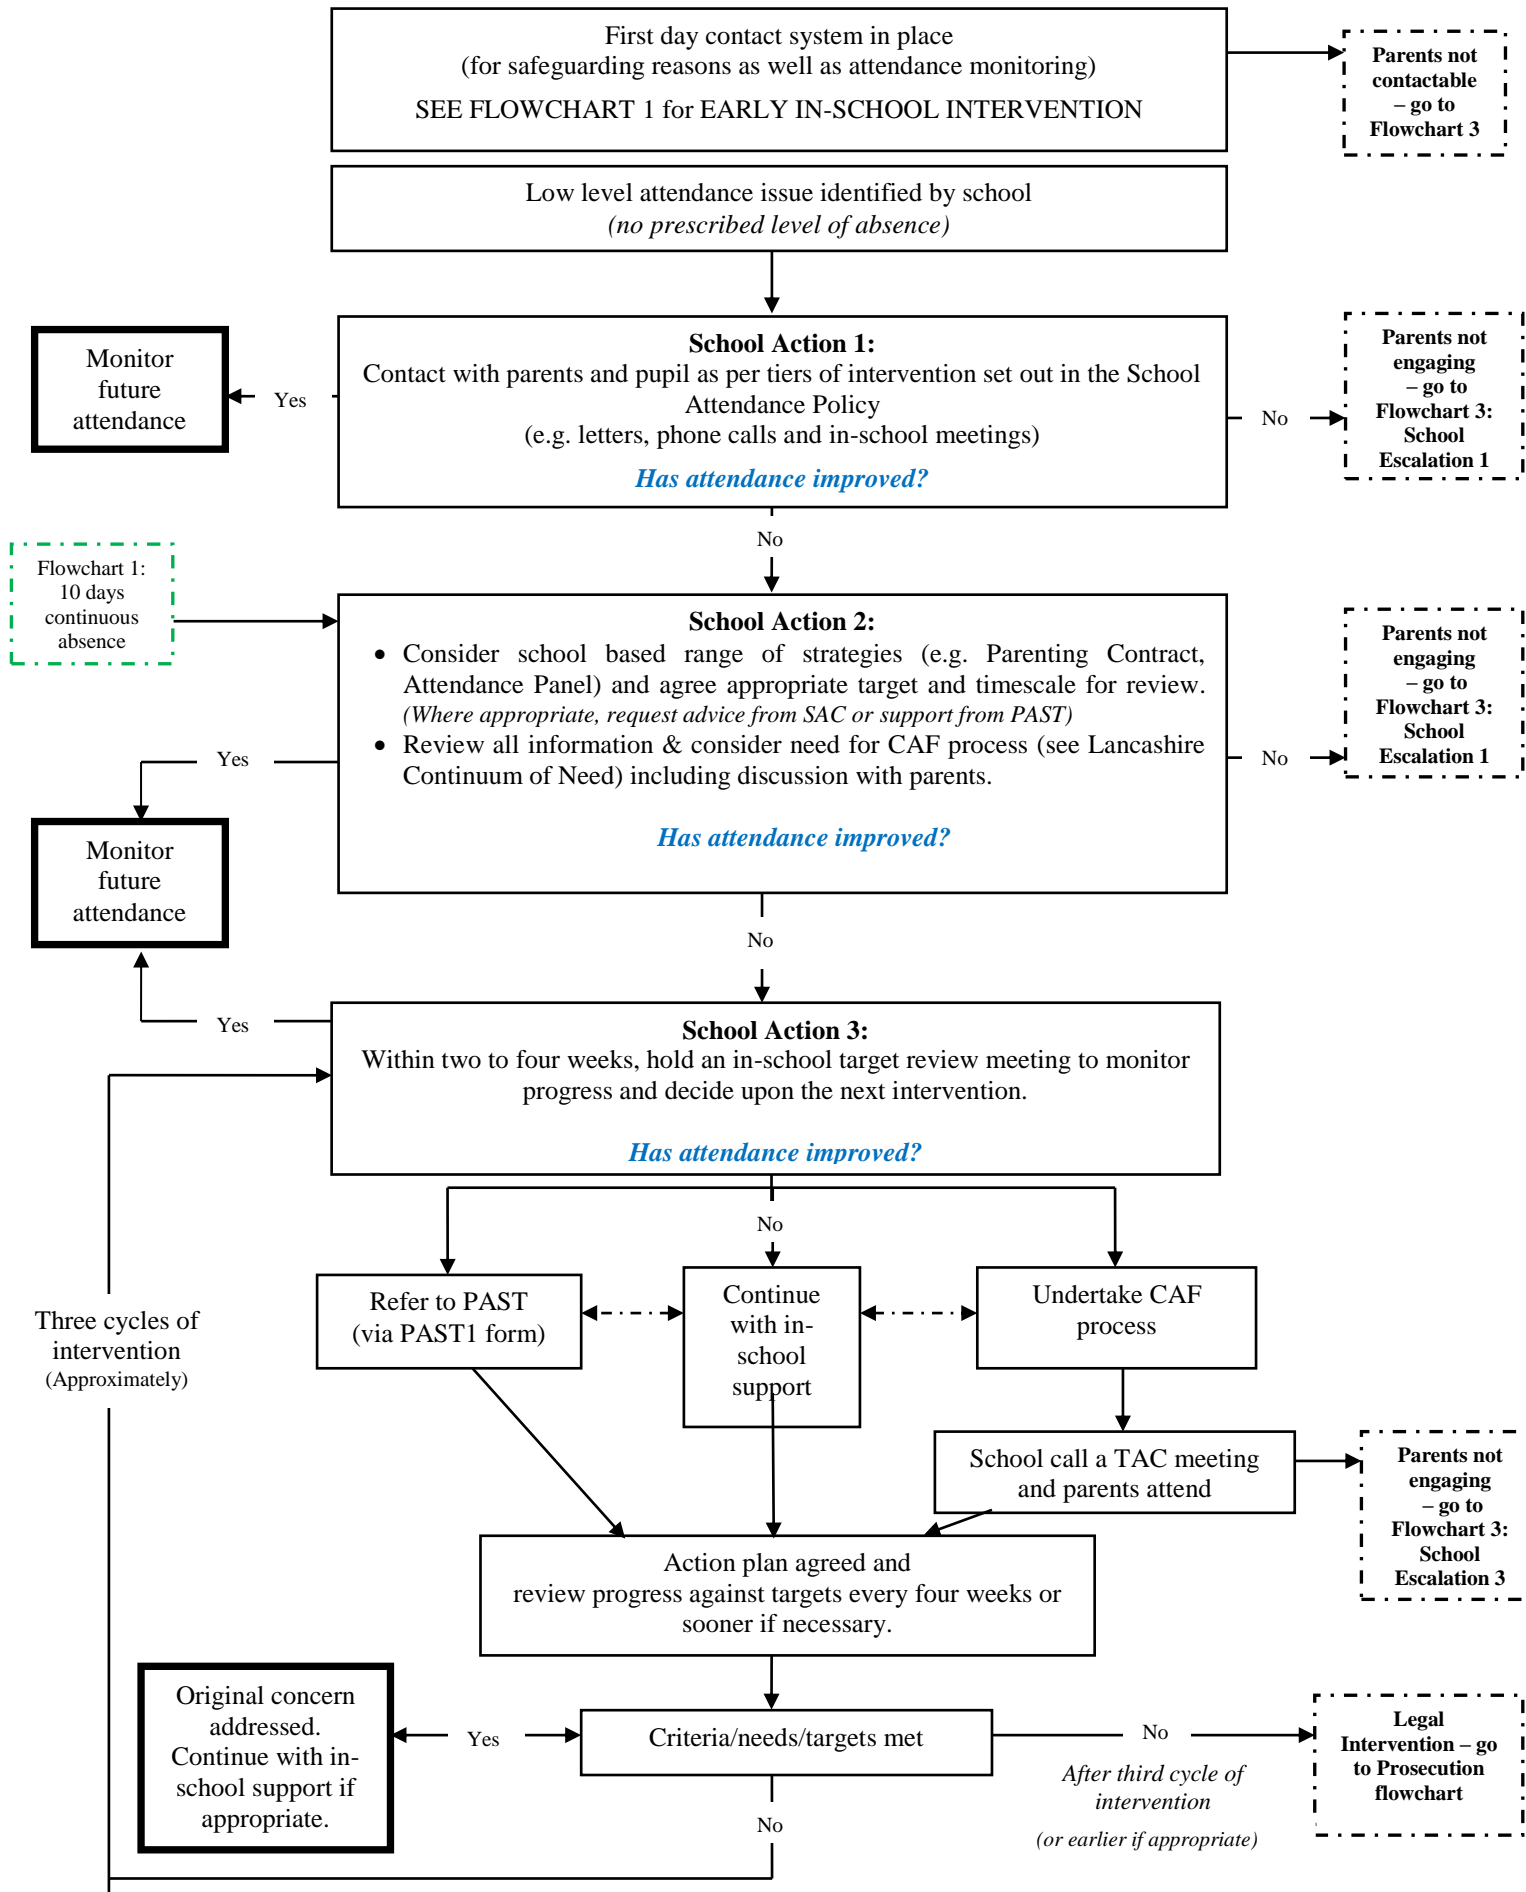 First day contact system in place
(for safeguarding reasons as well as attendance monitoring)
SEE FLOWCHART 1 for EARLY IN-SCHOOL INTERVENTION
Parents not
contactable
– go to
Flowchart 3
Low level attendance issue identified by school
(no prescribed level of absence)
Monitor
future
attendance
Yes
School Action 1:
Contact with parents and pupil as per tiers of intervention set out in the School
Attendance Policy
(e.g. letters, phone calls and in-school meetings)
Has attendance improved?
No
Parents not
engaging
– go to
Flowchart 3:
School
Escalation 1
No
Flowchart 1:
10 days
continuous
absence
School Action 2:
• Consider school based range of strategies (e.g. Parenting Contract,
Attendance Panel) and agree appropriate target and timescale for review.
(Where appropriate, request advice from SAC or support from PAST)
• Review all information & consider need for CAF process (see Lancashire
Continuum of Need) including discussion with parents.
Has attendance improved?
Yes
No
Parents not
engaging
– go to
Flowchart 3:
School
Escalation 1
Monitor
future
attendance
No
Yes
School Action 3:
Within two to four weeks, hold an in-school target review meeting to monitor
progress and decide upon the next intervention.
Has attendance improved?
No
Three cycles of
intervention
(Approximately)
Refer to PAST
(via PAST1 form)
Continue
with in-
school
support
Undertake CAF
process
School call a TAC meeting
and parents attend
Parents not
engaging
– go to
Flowchart 3:
School
Escalation 3
Action plan agreed and
review progress against targets every four weeks or
sooner if necessary.
Original concern
addressed.
Continue with in-
school support if
appropriate.
Yes
Criteria/needs/targets met
No
After third cycle of
intervention
(or earlier if appropriate)
Legal
Intervention – go
to Prosecution
flowchart
No